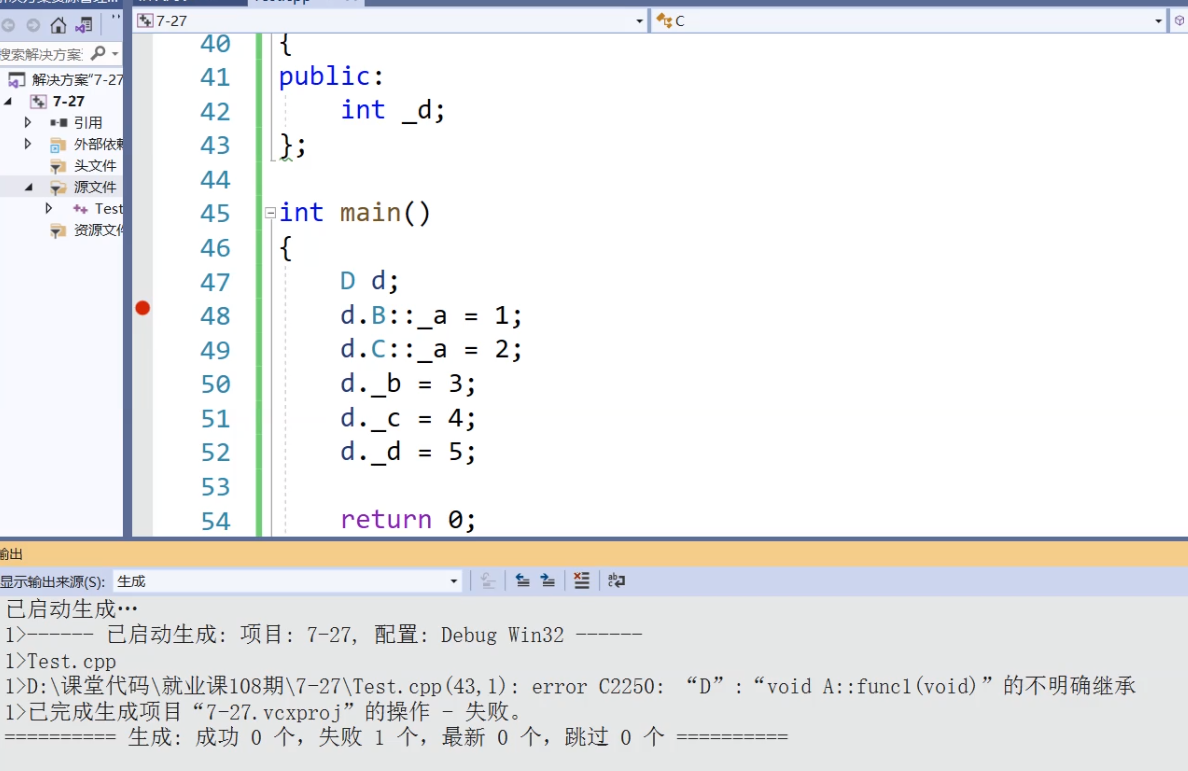 7-27
C
搜索解决方案
解决方案"7-27
7-27
引用
外部依赖
头文件
源文件
Test
资源文件
40 {
41 public:
42 int _d;
43 };
44
45 int main()
46 {
47 D d;
48 d.B::_a = 1;
49 d.C::_a = 2;
50 d._b = 3;
51 d._c = 4;
52 d._d = 5;
53
54 return 0;
输出
显示输出来源(S): 生成
已启动生成…
1>------ 已启动生成: 项目: 7-27, 配置: Debug Win32 ------
1>Test.cpp
1>D:\课堂代码\就业课108期\7-27\Test.cpp(43,1): error C2250: “D”:“void A::func1(void)”的不明确继承
1>已完成生成项目“7-27.vcxproj”的操作 - 失败。
========== 生成: 成功 0 个，失败 1 个，最新 0 个，跳过 0 个 ==========